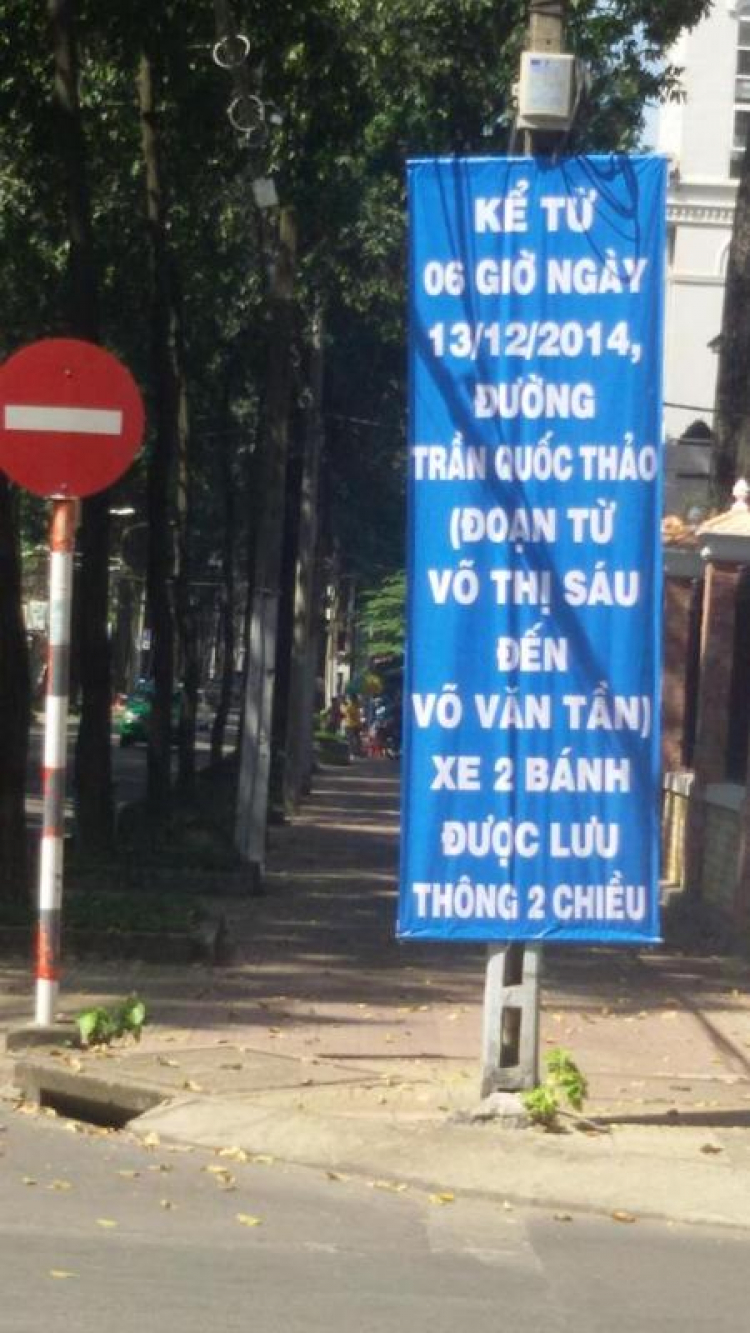 KỂ TỪ
06 GIỜ NGÀY
13/12/2014,
ĐƯỜNG
TRẦN QUỐC THẢO
(ĐOẠN TỪ
VÕ THỊ SÁU
ĐẾN
VÕ VĂN TẦN)
XE 2 BÁNH
ĐƯỢC LƯU
THÔNG 2 CHIỀU